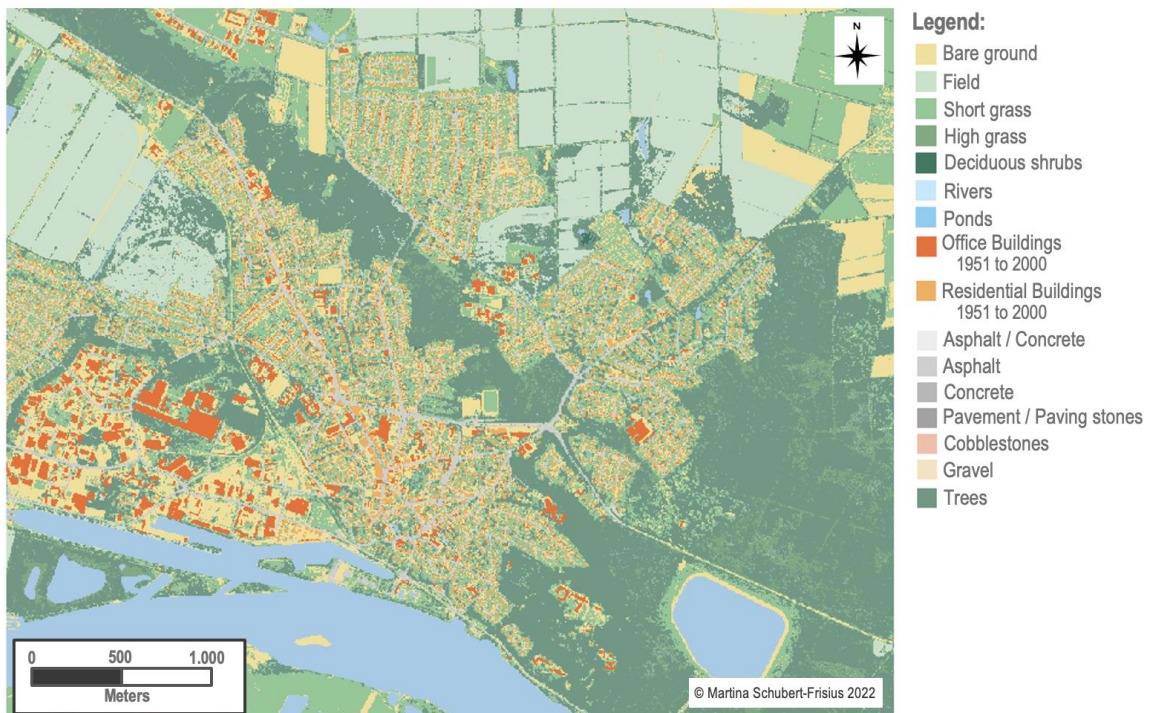 Legend:
N
Bare ground
Field
Short grass
High grass
Deciduous shrubs
Rivers
Ponds
Office Buildings
1951 to 2000
Residential Buildings
1951 to 2000
Asphalt / Concrete
Asphalt
Concrete
Pavement / Paving stones
Cobblestones
Gravel
Trees
0 500 1.000
Meters
© Martina Schubert-Frisius 2022